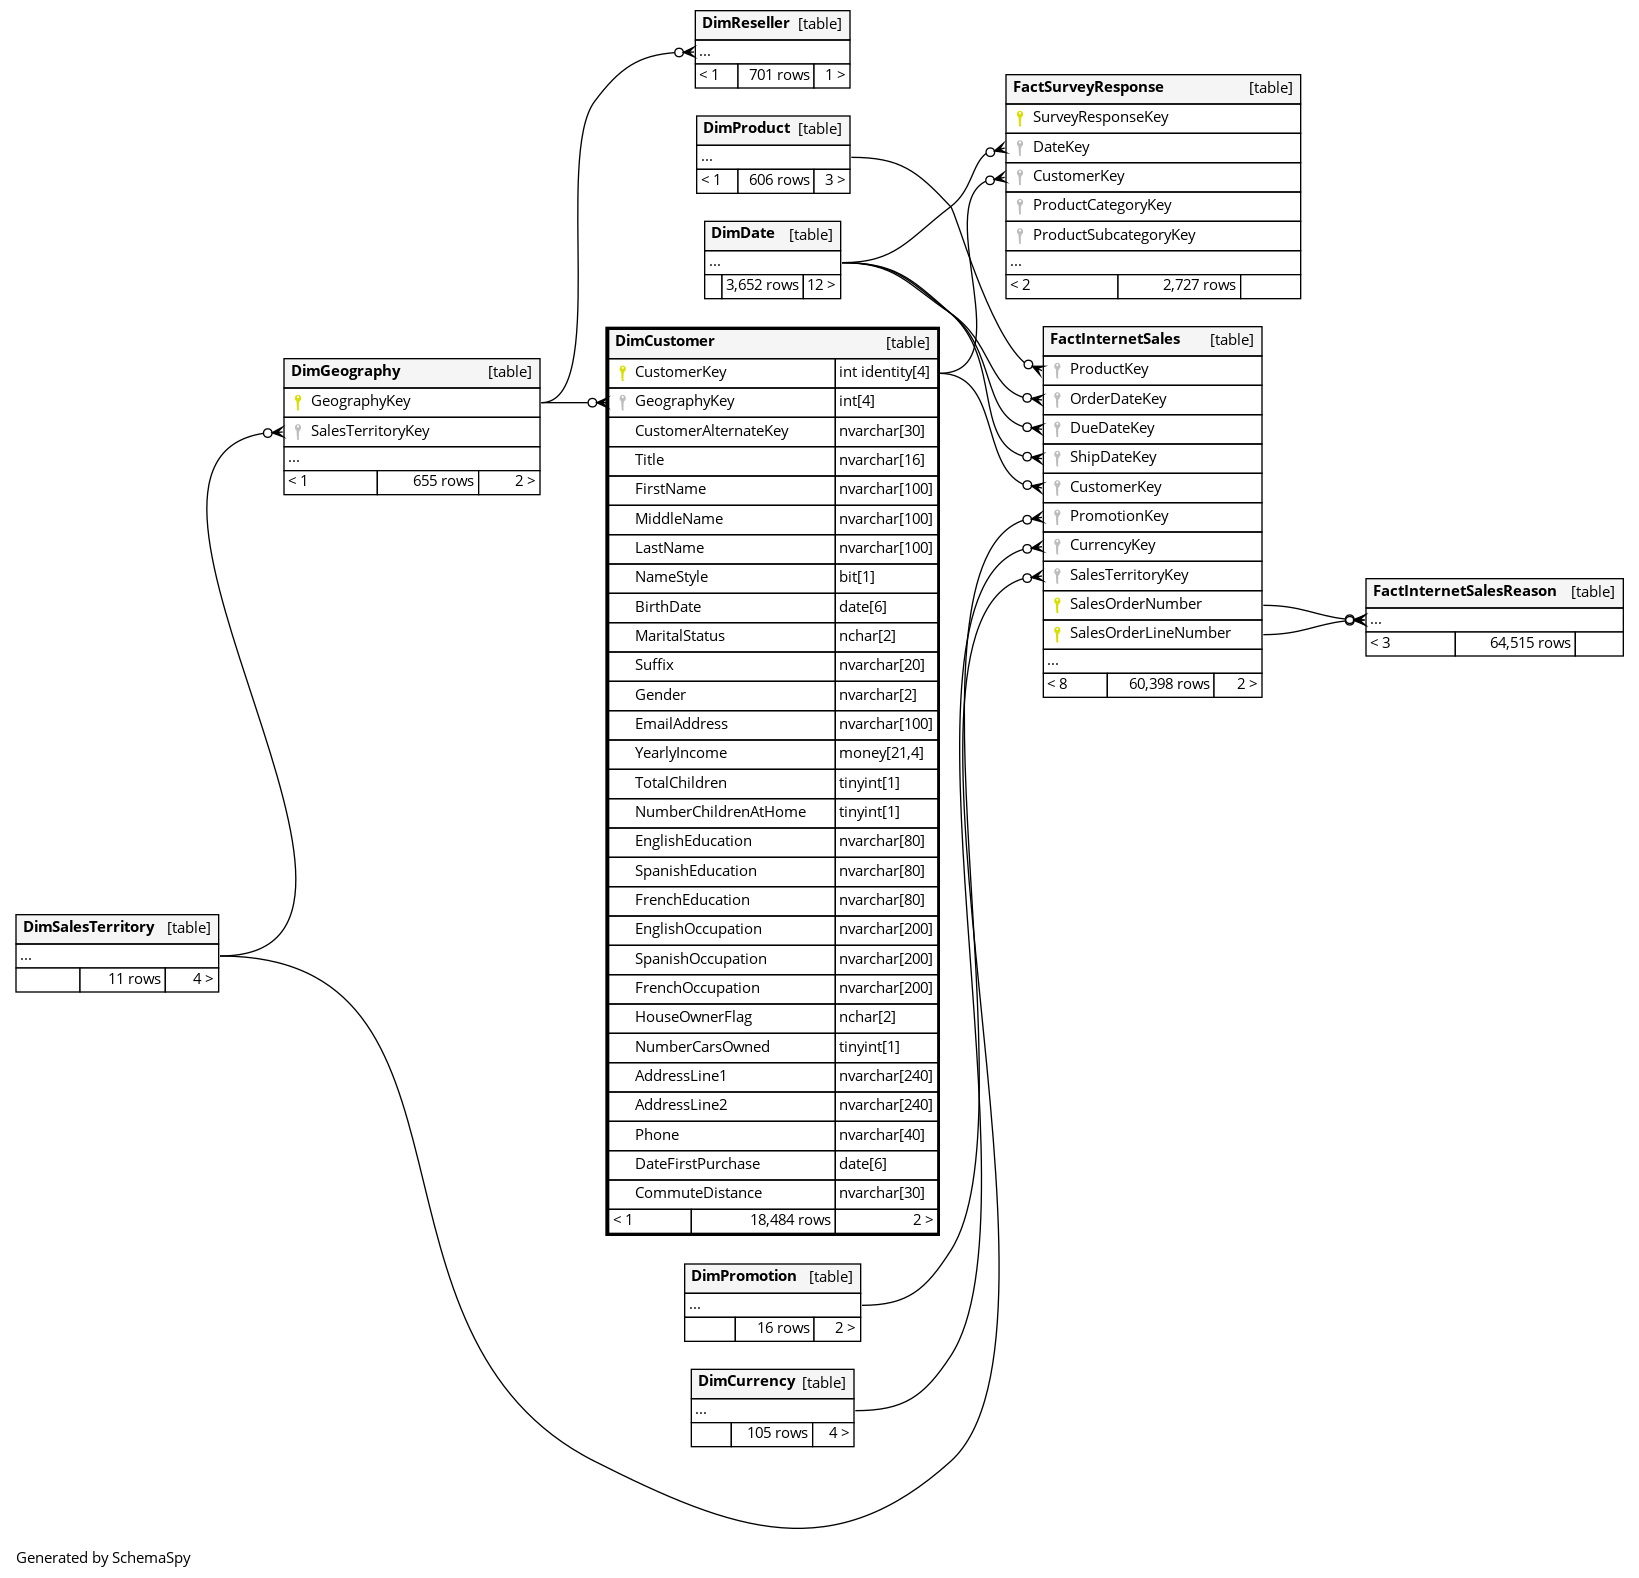 DimReseller [table]
...
< 1 701 rows 1 >
DimProduct [table]
...
< 1 606 rows 3 >
DimDate [table]
...
3,652 rows 12 >
FactSurveyResponse [table]
SurveyResponseKey
DateKey
CustomerKey
ProductCategoryKey
ProductSubcategoryKey
...
< 2 2,727 rows
DimGeography [table]
GeographyKey
SalesTerritoryKey
...
< 1 655 rows 2 >
DimCustomer [table]
CustomerKey int identity[4]
GeographyKey int[4]
CustomerAlternateKey nvarchar[30]
Title nvarchar[16]
FirstName nvarchar[100]
MiddleName nvarchar[100]
LastName nvarchar[100]
NameStyle bit[1]
BirthDate date[6]
MaritalStatus nchar[2]
Suffix nvarchar[20]
Gender nvarchar[2]
EmailAddress nvarchar[100]
YearlyIncome money[21,4]
TotalChildren tinyint[1]
NumberChildrenAtHome tinyint[1]
EnglishEducation nvarchar[80]
SpanishEducation nvarchar[80]
FrenchEducation nvarchar[80]
EnglishOccupation nvarchar[200]
SpanishOccupation nvarchar[200]
FrenchOccupation nvarchar[200]
HouseOwnerFlag nchar[2]
NumberCarsOwned tinyint[1]
AddressLine1 nvarchar[240]
AddressLine2 nvarchar[240]
Phone nvarchar[40]
DateFirstPurchase date[6]
CommuteDistance nvarchar[30]
< 1 18,484 rows 2 >
FactInternetSales [table]
ProductKey
OrderDateKey
DueDateKey
ShipDateKey
CustomerKey
PromotionKey
CurrencyKey
SalesTerritoryKey
SalesOrderNumber
SalesOrderLineNumber
...
< 8 60,398 rows 2 >
FactInternetSalesReason [table]
...
< 3 64,515 rows
DimSalesTerritory [table]
...
11 rows 4 >
DimPromotion [table]
...
16 rows 2 >
DimCurrency [table]
...
105 rows 4 >
Generated by SchemaSpy